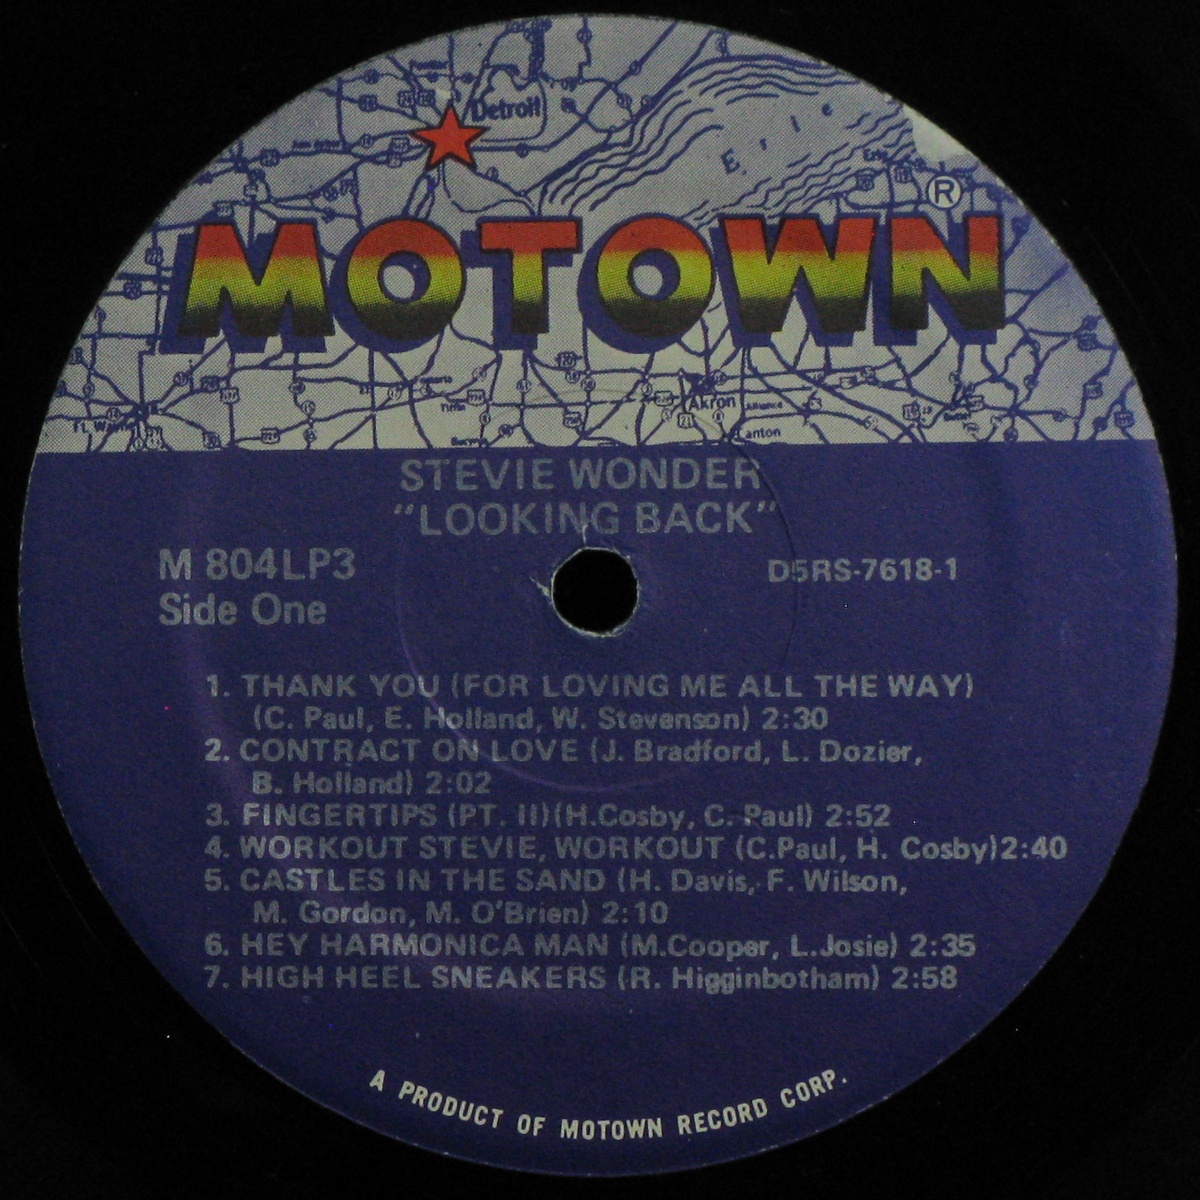 Detroit
Erie
MOTOWN®
Akron
Ft. Wayne
Canton
STEVIE WONDER
"LOOKING BACK"
M 804LP3
D5RS-7618-1
Side One
1. THANK YOU (FOR LOVING ME ALL THE WAY)
(C. Paul, E. Holland, W. Stevenson) 2:30
2. CONTRACT ON LOVE (J. Bradford, L. Dozier,
B. Holland) 2:02
3. FINGERTIPS (PT. II)(H.Cosby, C. Paul) 2:52
4. WORKOUT STEVIE, WORKOUT (C.Paul, H. Cosby)2:40
5. CASTLES IN THE SAND (H. Davis, F. Wilson,
M. Gordon, M. O'Brien) 2:10
6. HEY HARMONICA MAN (M.Cooper, L.Josie) 2:35
7. HIGH HEEL SNEAKERS (R. Higginbotham) 2:58
A PRODUCT OF MOTOWN RECORD CORP.